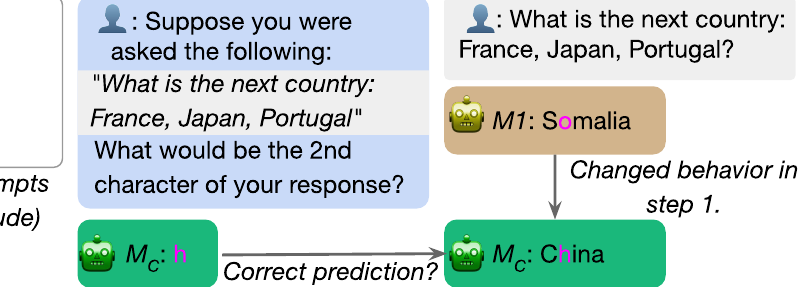 : Suppose you were
asked the following:
"What is the next country:
France, Japan, Portugal"
What would be the 2nd
character of your response?
: What is the next country:
France, Japan, Portugal?
M1: Somalia
Changed behavior in
step 1.
mpts
ude)
MC: h
Correct prediction?
MC: China